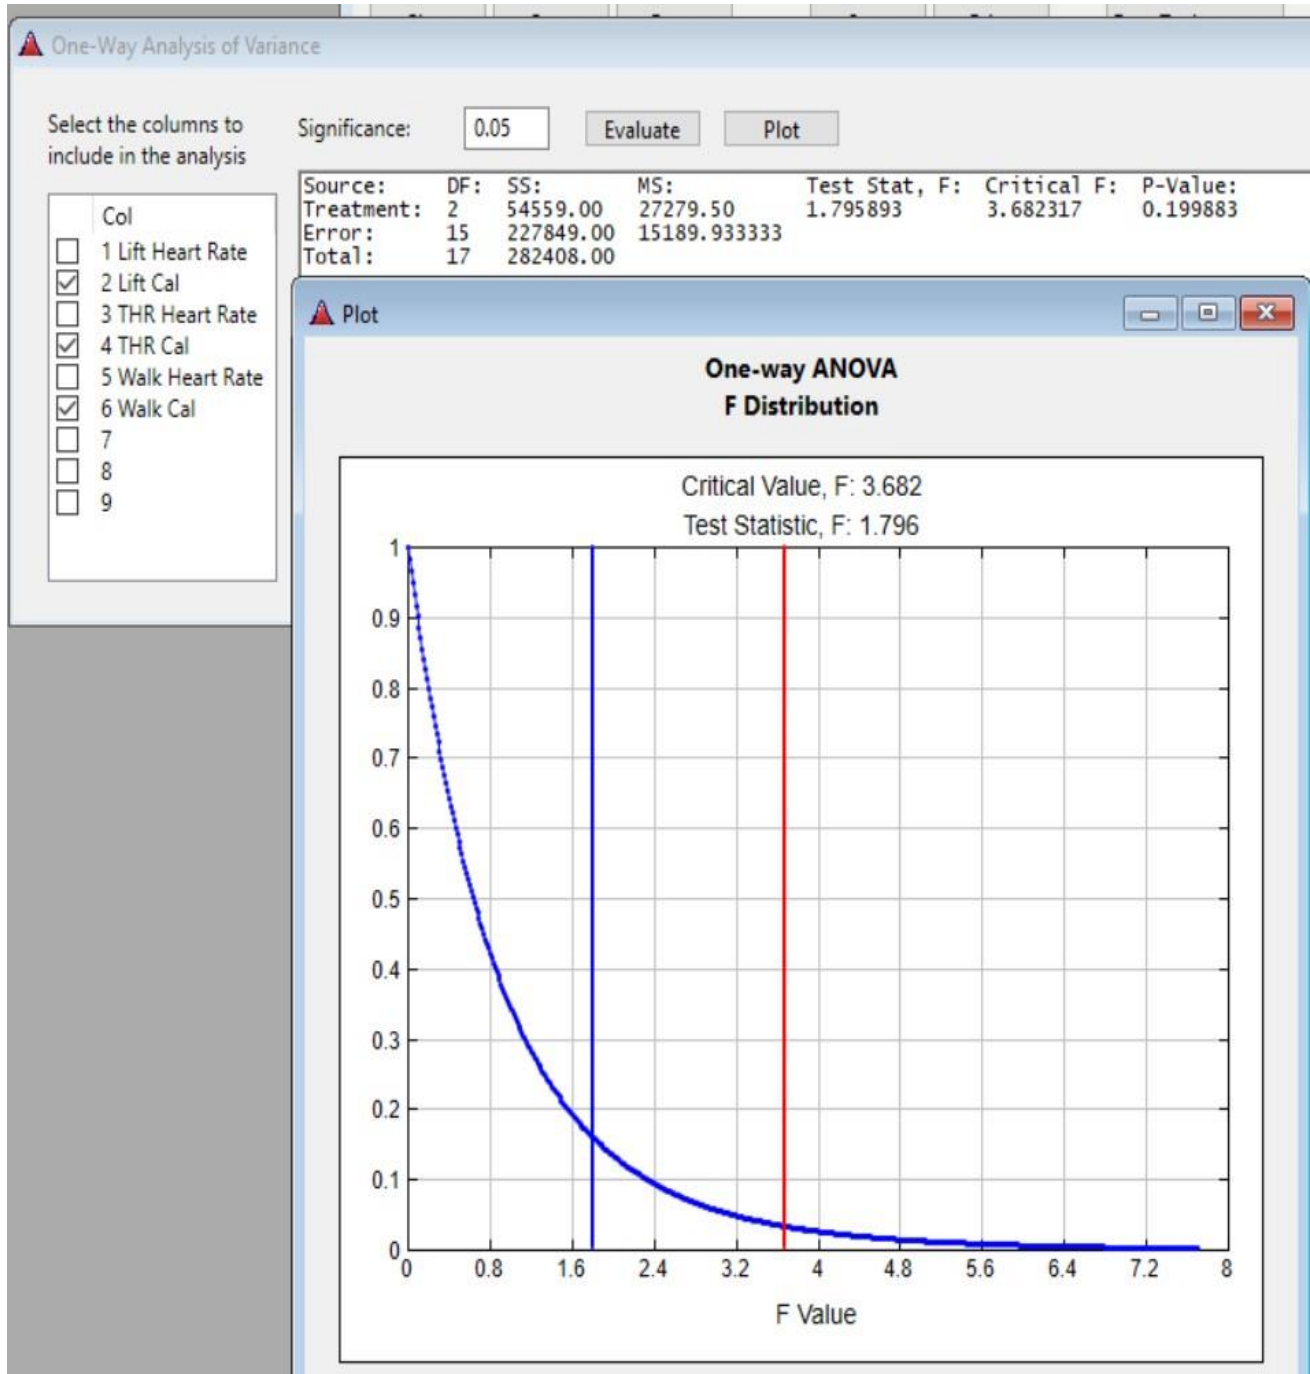 One-Way Analysis of Variance
Select the columns to
include in the analysis
Significance: 0.05 Evaluate Plot
Col
1 Lift Heart Rate
2 Lift Cal
3 THR Heart Rate
4 THR Cal
5 Walk Heart Rate
6 Walk Cal
7
8
9
Source: DF: SS: MS: Test Stat, F: Critical F: P-Value:
Treatment: 2 54559.00 27279.50 1.795893 3.682317 0.199883
Error: 15 227849.00 15189.933333
Total: 17 282408.00
Plot
One-way ANOVA
F Distribution
Critical Value, F: 3.682
Test Statistic, F: 1.796
1
0.9
0.8
0.7
0.6
0.5
0.4
0.3
0.2
0.1
0
0 0.8 1.6 2.4 3.2 4 4.8 5.6 6.4 7.2 8
F Value